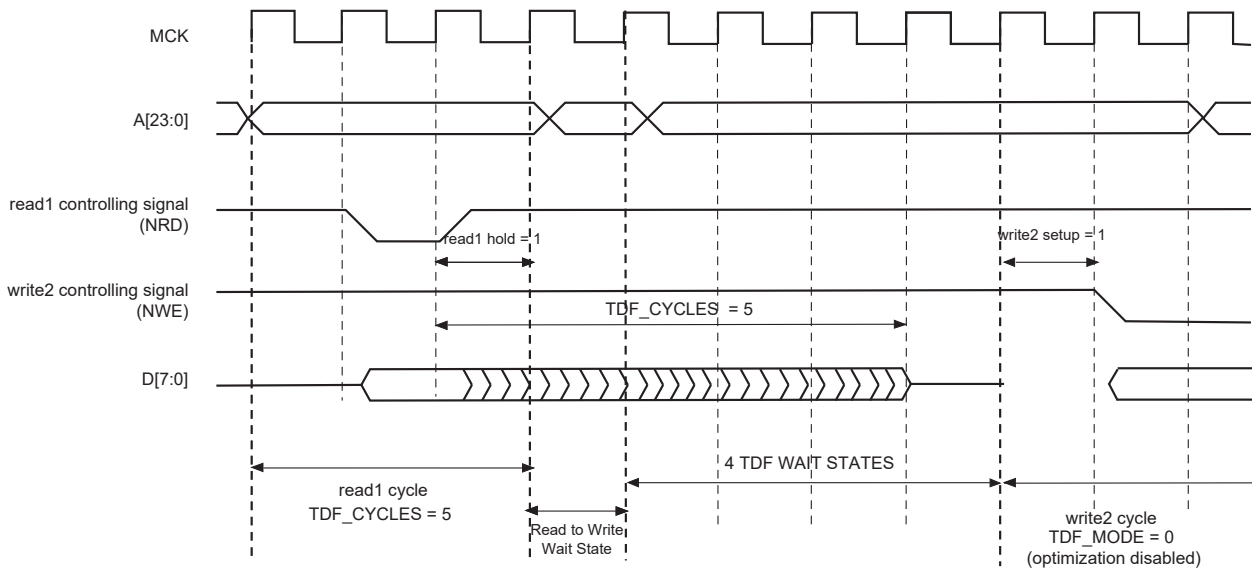 MCK
A[23:0]
read1 controlling signal
(NRD)
read1 hold = 1
write2 setup = 1
write2 controlling signal
(NWE)
TDF_CYCLES = 5
D[7:0]
4 TDF WAIT STATES
read1 cycle
TDF_CYCLES = 5
Read to Write
Wait State
write2 cycle
TDF_MODE = 0
(optimization disabled)